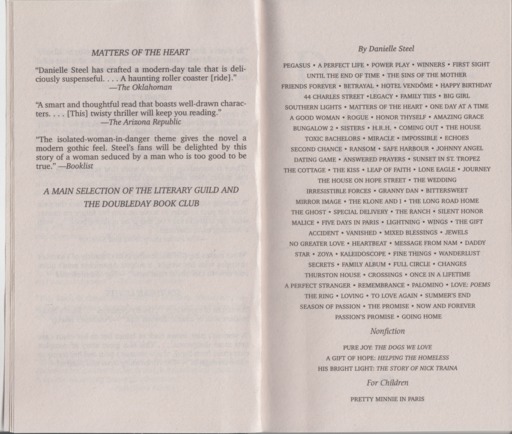 MATTERS OF THE HEART
"Danielle Steel has crafted a modern-day tale that is deli-
ciously suspenseful. . . . A haunting roller coaster [ride]."
—The Oklahoman
"A smart and thoughtful read that boasts well-drawn charac-
ters. . . . [This] twisty thriller will keep you reading."
—The Arizona Republic
"The isolated-woman-in-danger theme gives the novel a
modern gothic feel. Steel's fans will be delighted by this
story of a woman seduced by a man who is too good to be
true." —Booklist
A MAIN SELECTION OF THE LITERARY GUILD AND
THE DOUBLEDAY BOOK CLUB
By Danielle Steel
PEGASUS • A PERFECT LIFE • POWER PLAY • WINNERS • FIRST SIGHT
UNTIL THE END OF TIME • THE SINS OF THE MOTHER
FRIENDS FOREVER • BETRAYAL • HOTEL VENDÔME • HAPPY BIRTHDAY
44 CHARLES STREET •LEGACY • FAMILY TIES • BIG GIRL
SOUTHERN LIGHTS • MATTERS OF THE HEART • ONE DAY AT A TIME
A GOOD WOMAN • ROGUE • HONOR THYSELF • AMAZING GRACE
BUNGALOW 2 • SISTERS • H.R.H. • COMING OUT • THE HOUSE
TOXIC BACHELORS • MIRACLE • IMPOSSIBLE • ECHOES
SECOND CHANCE • RANSOM • SAFE HARBOUR • JOHNNY ANGEL
DATING GAME • ANSWERED PRAYERS • SUNSET IN ST. TROPEZ
THE COTTAGE • THE KISS • LEAP OF FAITH • LONE EAGLE • JOURNEY
THE HOUSE ON HOPE STREET • THE WEDDING
IRRESISTIBLE FORCES • GRANNY DAN • BITTERSWEET
MIRROR IMAGE • THE KLONE AND I • THE LONG ROAD HOME
THE GHOST • SPECIAL DELIVERY • THE RANCH • SILENT HONOR
MALICE • FIVE DAYS IN PARIS • LIGHTNING • WINGS • THE GIFT
ACCIDENT • VANISHED • MIXED BLESSINGS • JEWELS
NO GREATER LOVE • HEARTBEAT • MESSAGE FROM NAM • DADDY
STAR • ZOYA • KALEIDOSCOPE • FINE THINGS • WANDERLUST
SECRETS • FAMILY ALBUM • FULL CIRCLE • CHANGES
THURSTON HOUSE • CROSSINGS • ONCE IN A LIFETIME
A PERFECT STRANGER • REMEMBRANCE • PALOMINO • LOVE: POEMS
THE RING • LOVING • TO LOVE AGAIN • SUMMER'S END
SEASON OF PASSION • THE PROMISE • NOW AND FOREVER
PASSION'S PROMISE • GOING HOME
Nonfiction
PURE JOY: THE DOGS WE LOVE
A GIFT OF HOPE: HELPING THE HOMELESS
HIS BRIGHT LIGHT: THE STORY OF NICK TRAINA
For Children
PRETTY MINNIE IN PARIS